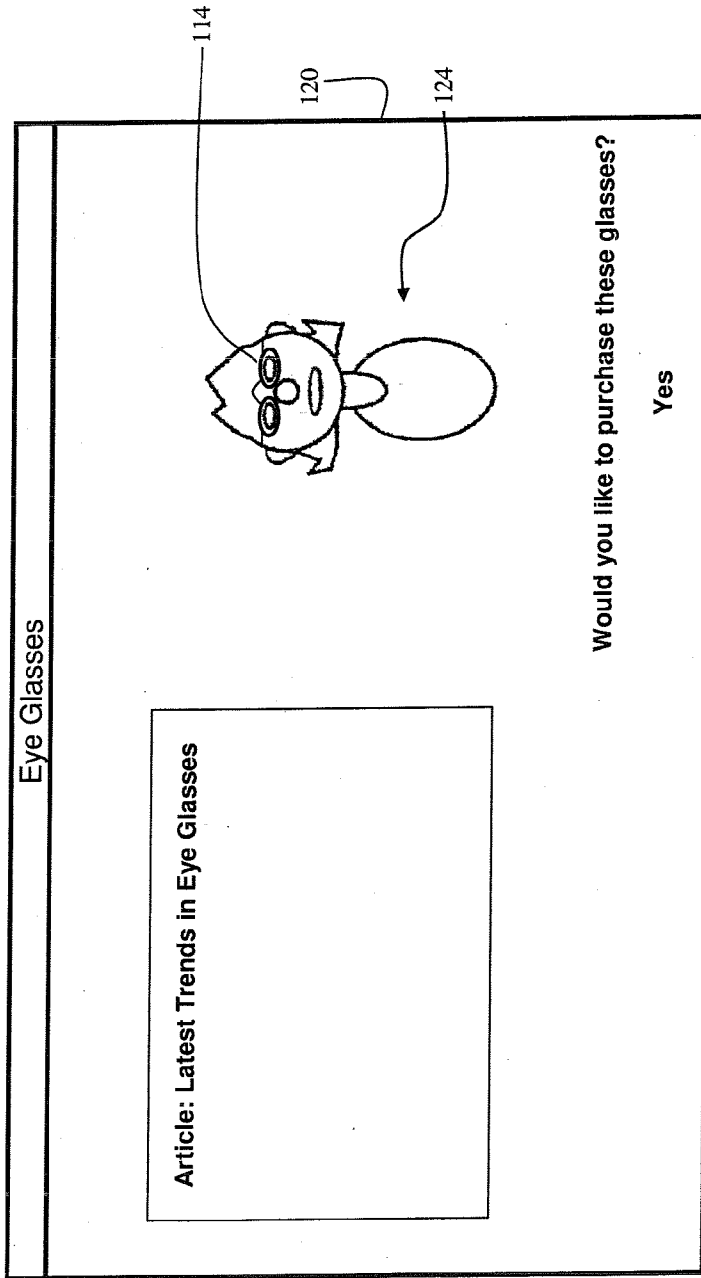 Eye Glasses
Article: Latest Trends in Eye Glasses
114
120
124
Would you like to purchase these glasses?
Yes